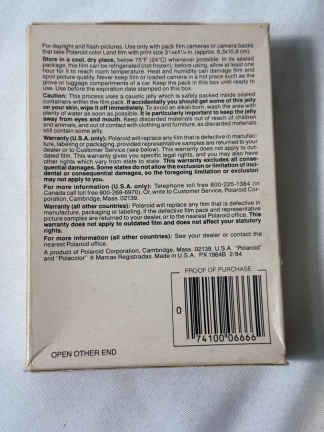 For daylight and flash pictures. Use only with pack film cameras or camera backs
that take Polaroid Color Land film with print size 3¼x4¼ in. (approx. 8,3x10,8 cm)
Store in a cool, dry place, below 75°F (24°C) whenever possible. In its sealed
package, this film can be refrigerated (not frozen); before using, allow at least one
hour for it to reach room temperature. Heat and humidity can damage film and
spoil picture quality. Never keep film or loaded camera in a hot place such as the
glove or luggage compartments of a car. Keep the pack in this box until ready to
use. Use before the expiration date stamped on this box.
Caution: This process uses a caustic jelly which is safely packed inside sealed
containers within the film pack. If accidentally you should get some of this jelly
on your skin, wipe it off immediately. To avoid an alkali burn, wash the area with
plenty of water as soon as possible. It is particularly important to keep the jelly
away from eyes and mouth. Keep discarded materials out of reach of children
and animals, and out of contact with clothing and furniture, as discarded materials
still contain some jelly.
Warranty (U.S.A. only): Polaroid will replace any film that is defective in manufac-
ture, labeling or packaging, provided representative samples are returned to your
dealer or to Customer Service (see below). This warranty does not apply to out-
dated film. This warranty gives you specific legal rights, and you may also have
other rights which vary from state to state. This warranty excludes all conse-
quential damages. Some states do not allow the exclusion or limitation of inci-
dental or consequential damages, so the foregoing limitation or exclusion
may not apply to you.
For more information (U.S.A. only): Telephone toll free 800-225-1384 (in
Canada call toll free 800-268-6970). Or, write to Customer Service, Polaroid Cor-
poration, Cambridge, Mass. 02139.
Warranty (all other countries): Polaroid will replace any film that is defective in
manufacture, packaging or labeling, if the defective film pack and representative
picture samples are returned to your dealer, or to the nearest Polaroid office. This
warranty does not apply to outdated film and does not affect your statutory
rights.
For more information (all other countries): See your dealer or contact the
nearest Polaroid office.
A product of Polaroid Corporation, Cambridge, Mass. 02139, U.S.A. "Polaroid"
and "Polacolor" ® Marcas Registradas. Made in U.S.A. PX 1964B 2/84
PROOF OF PURCHASE
0
74100 06666
OPEN OTHER END